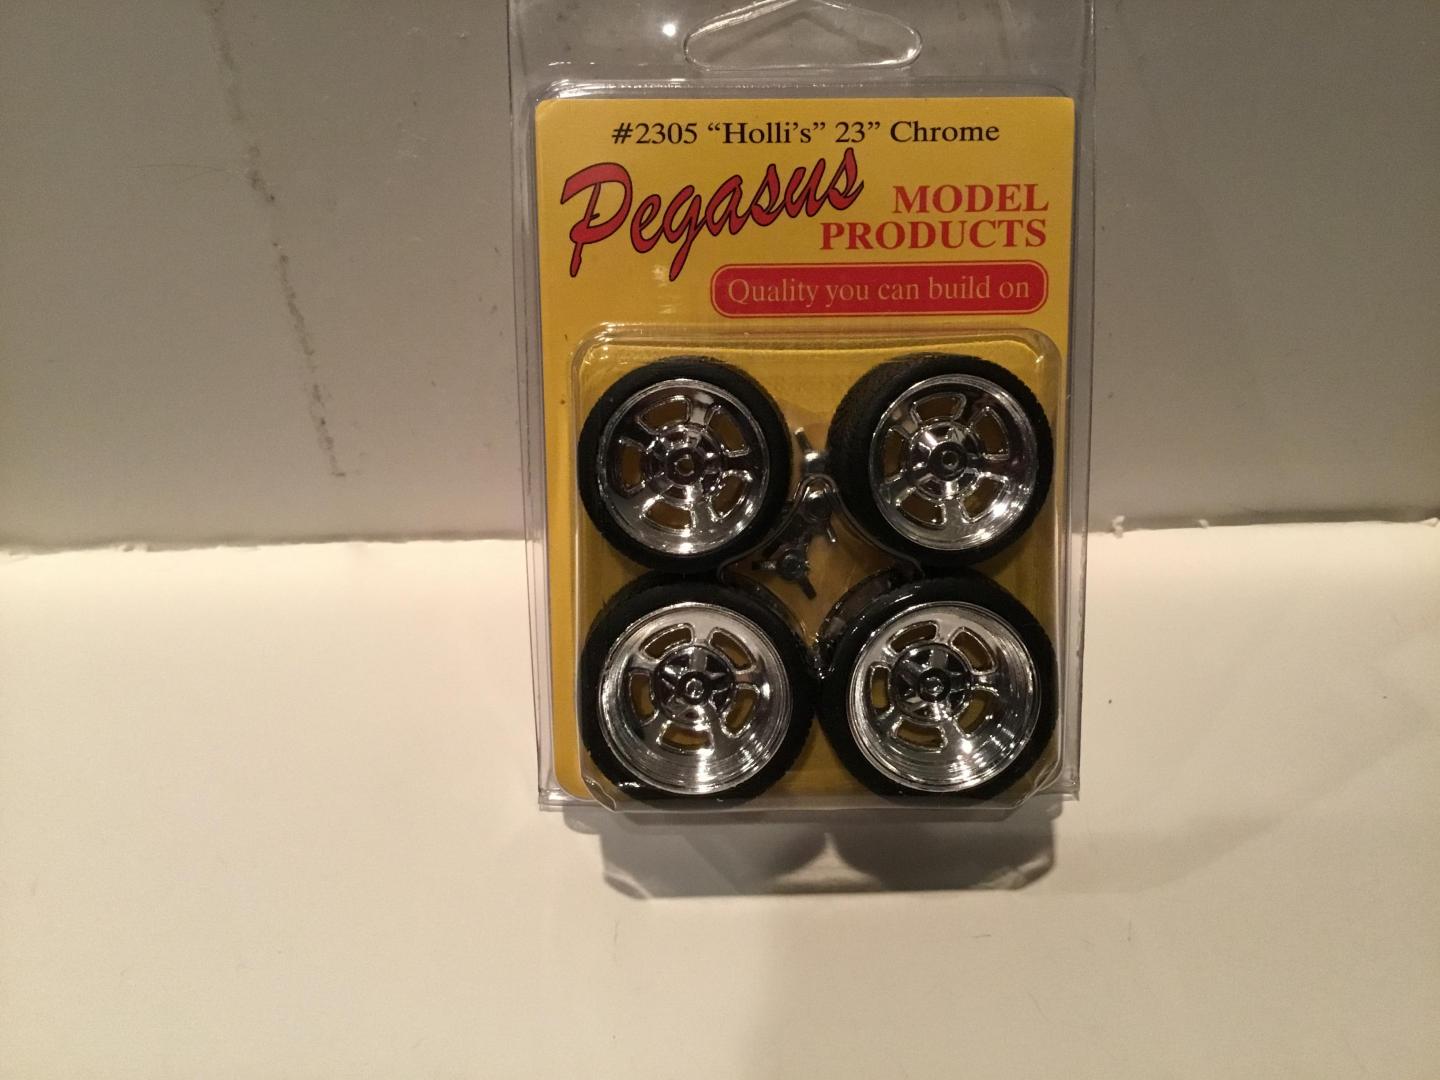 #2305 “Holli’s” 23” Chrome
Pegasus MODEL
PRODUCTS
Quality you can build on